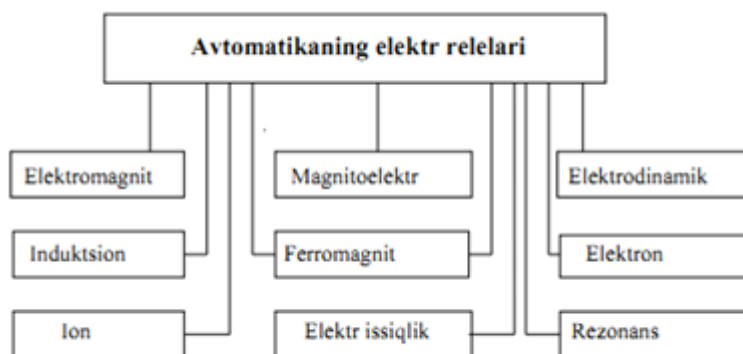 Avtomatikaning elektr relelari
Elektromagnit
Magnitoelektr
Elektrodinamik
Induktsion
Ferromagnit
Elektron
Ion
Elektr issiqlik
Rezonans